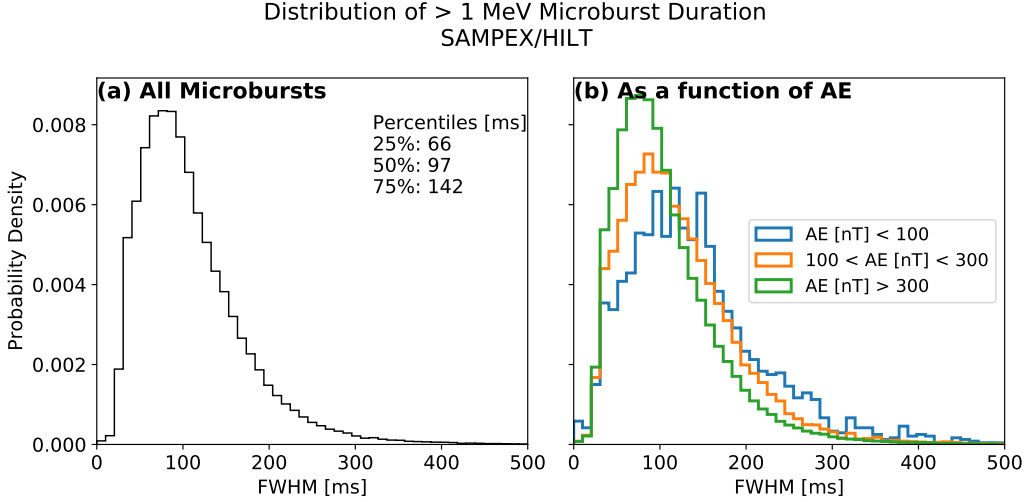 Distribution of > 1 MeV Microburst Duration
SAMPEX/HILT
(a) All Microbursts
Percentiles [ms]
25%: 66
50%: 97
75%: 142
Probability Density
0.008
0.006
0.004
0.002
0.000
0 100 200 300 400 500
FWHM [ms]
(b) As a function of AE
AE [nT] < 100
100 < AE [nT] < 300
AE [nT] > 300
0 100 200 300 400 500
FWHM [ms]